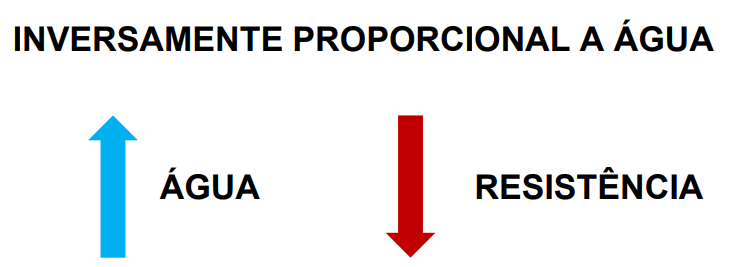 INVERSAMENTE PROPORCIONAL A ÁGUA
ÁGUA
RESISTÊNCIA